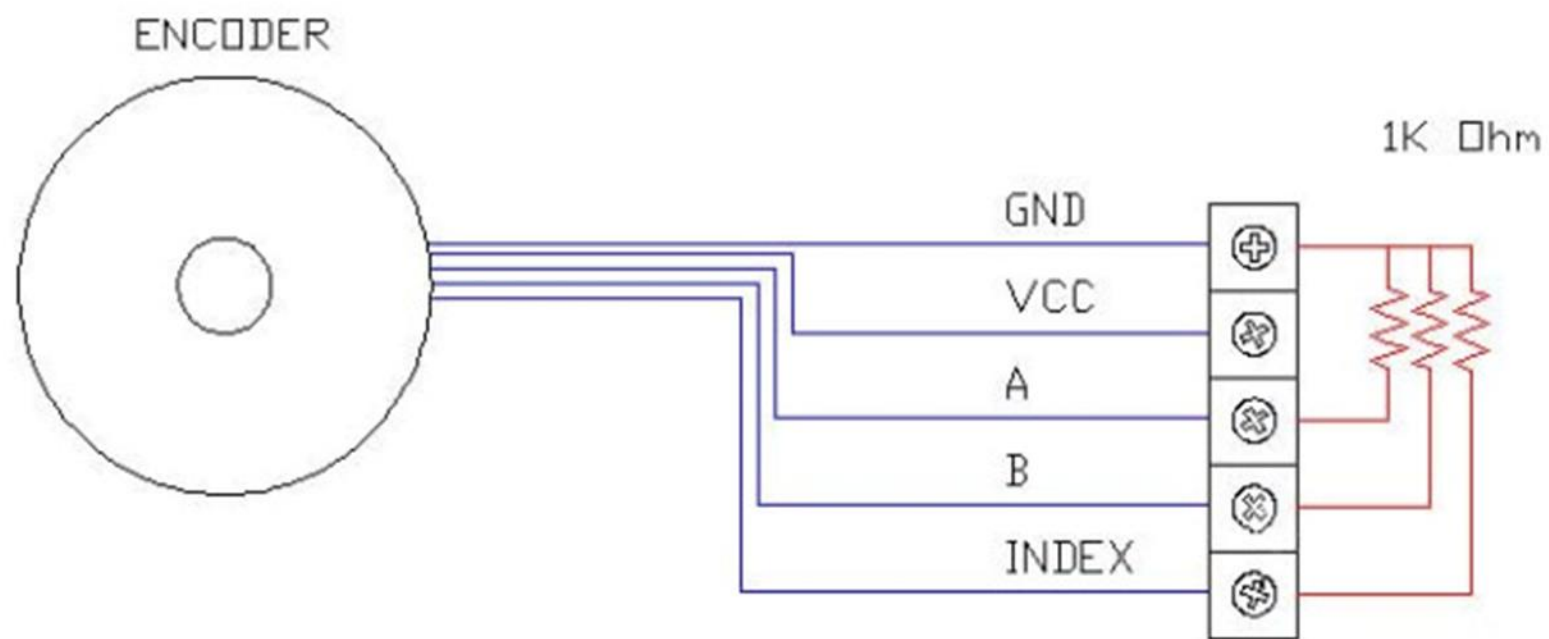 ENCODER
1K Ohm
GND
VCC
A
B
INDEX